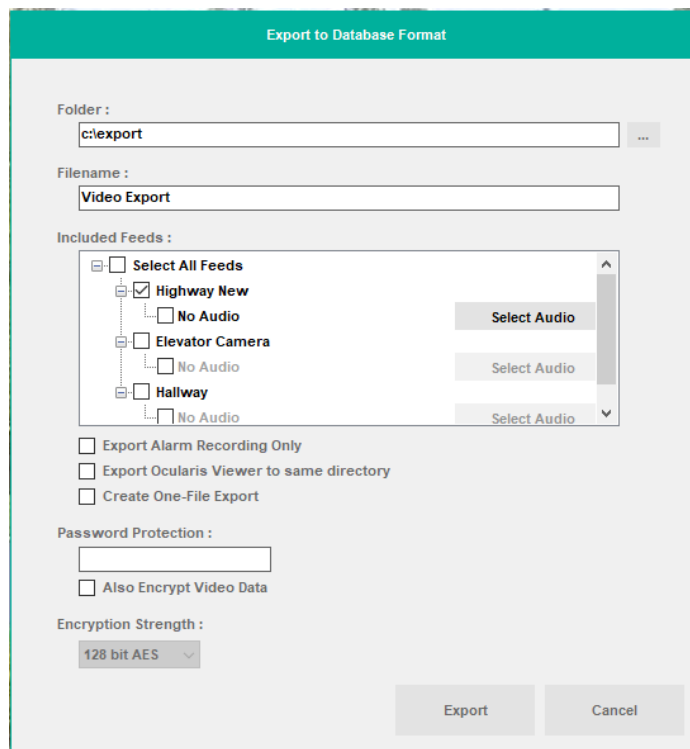 Export to Database Format
Folder :
c:\export
...
Filename :
Video Export
Included Feeds :
Select All Feeds
Highway New
No Audio Select Audio
Elevator Camera
No Audio Select Audio
Hallway
No Audio Select Audio
Export Alarm Recording Only
Export Ocularis Viewer to same directory
Create One-File Export
Password Protection :
Also Encrypt Video Data
Encryption Strength :
128 bit AES
Export Cancel